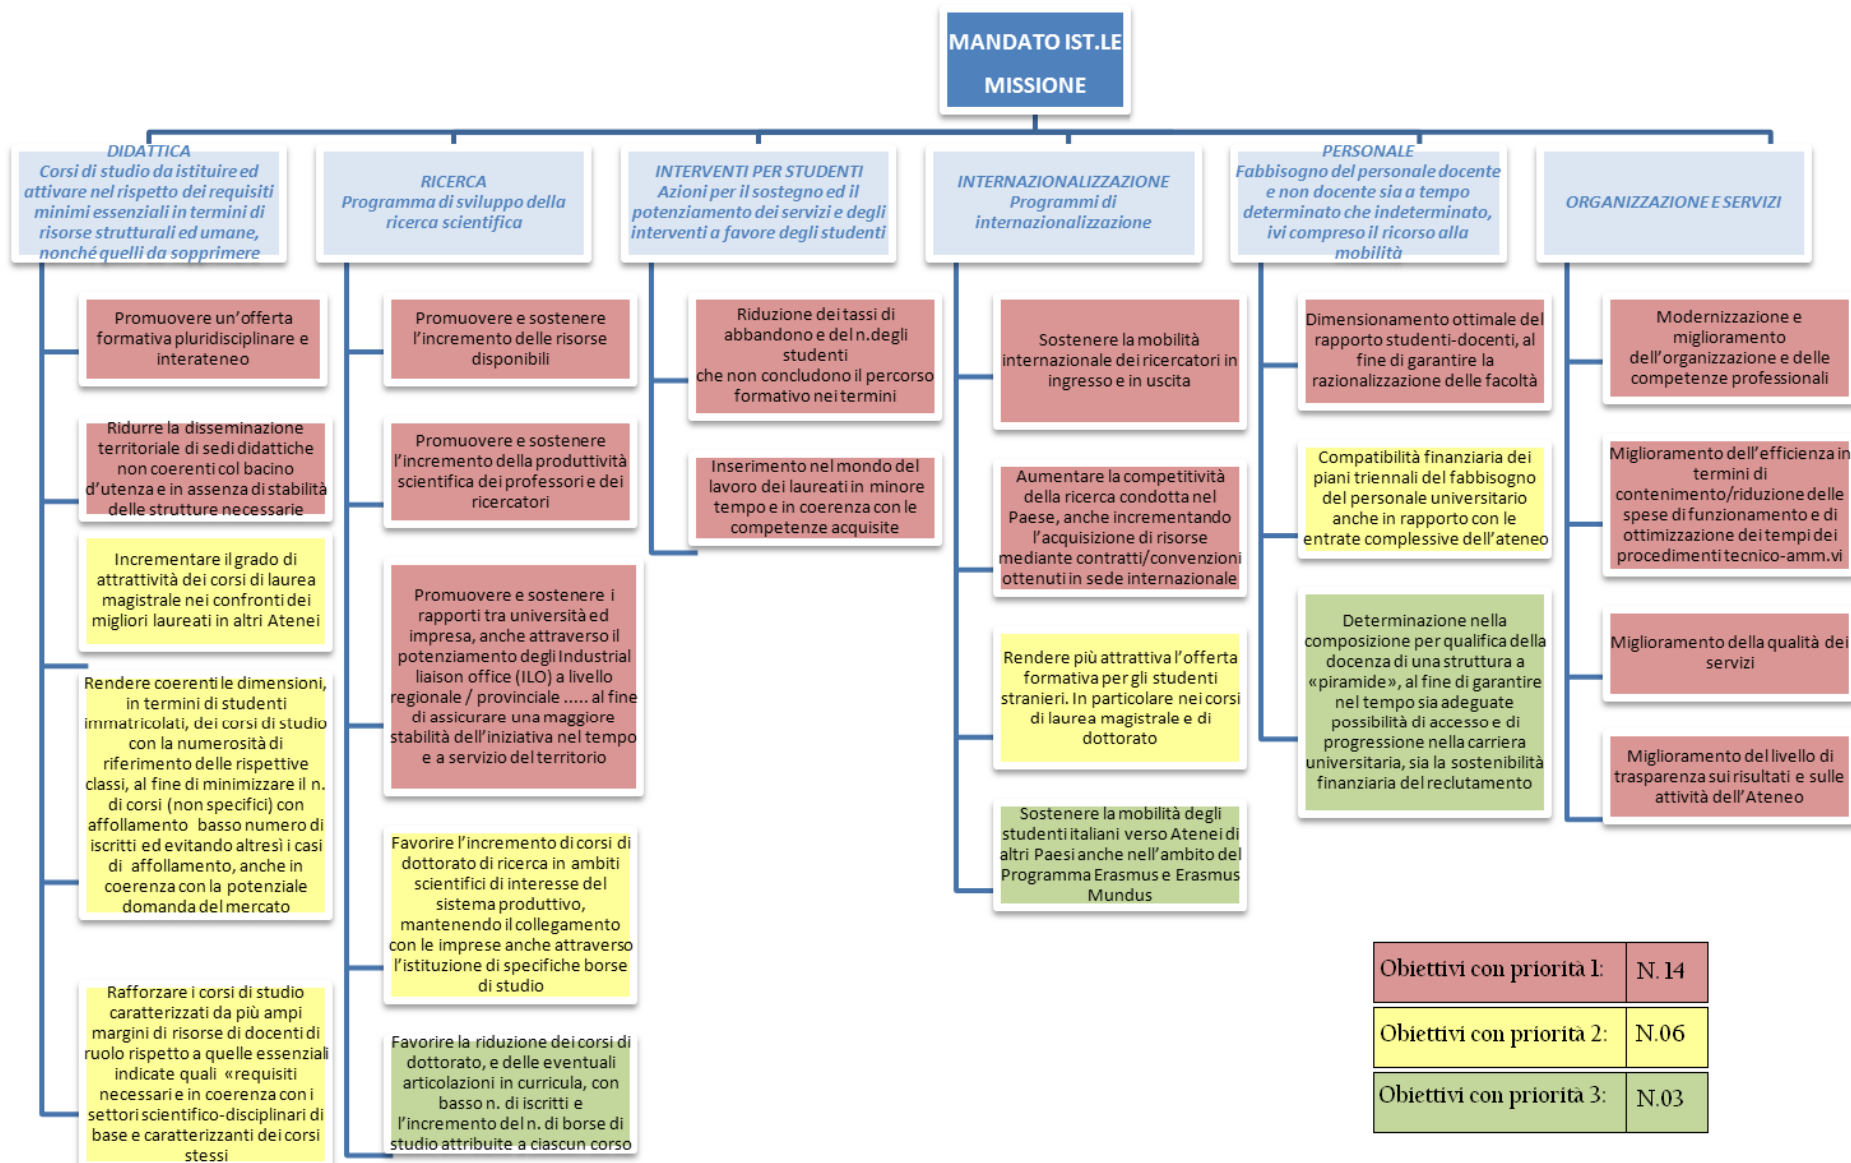 MANDATO IST.LE
MISSIONE
DIDATTICA
Corsi di studio da istituire ed
attivare nel rispetto dei requisiti
minimi essenziali in termini di
risorse strutturali ed umane,
nonché quelli da sopprimere
Promuovere un’offerta
formativa pluridisciplinare e
interateneo
Ridurre la disseminazione
territoriale di sedi didattiche
non coerenti col bacino
d’utenza e in assenza di stabilità
delle strutture necessarie
Incrementare il grado di
attrattività dei corsi di laurea
magistrale nei confronti dei
migliori laureati in altri Atenei
Rendere coerenti le dimensioni,
in termini di studenti
immatricolati, dei corsi di studio
con la numerosità di
riferimento delle rispettive
classi, al fine di minimizzare il n.
di corsi (non specifici) con
affollamento basso numero di
iscritti ed evitando altresì i casi
di affollamento, anche in
coerenza con la potenziale
domanda del mercato
Rafforzare i corsi di studio
caratterizzati da più ampi
margini di risorse di docenti di
ruolo rispetto a quelle essenziali
indicate quali «requisiti
necessari e in coerenza con i
settori scientifico-disciplinari di
base e caratterizzanti dei corsi
stessi
RICERCA
Programma di sviluppo della
ricerca scientifica
Promuovere e sostenere
l’incremento delle risorse
disponibili
Promuovere e sostenere
l’incremento della produttività
scientifica dei professori e dei
ricercatori
Promuovere e sostenere i
rapporti tra università ed
impresa, anche attraverso il
potenziamento degli Industrial
liaison office (ILO) a livello
regionale / provinciale ..... al fine
di assicurare una maggiore
stabilità dell’iniziativa nel tempo
e a servizio del territorio
Favorire l’incremento di corsi di
dottorato di ricerca in ambiti
scientifici di interesse del
sistema produttivo,
mantenendo il collegamento
con le imprese anche attraverso
l’istituzione di specifiche borse
di studio
Favorire la riduzione dei corsi di
dottorato, e delle eventuali
articolazioni in curricula, con
basso n. di iscritti e
l’incremento del n. di borse di
studio attribuite a ciascun corso
INTERVENTI PER STUDENTI
Azioni per il sostegno ed il
potenziamento dei servizi e degli
interventi a favore degli studenti
Riduzione dei tassi di
abbandono e del n.degli
studenti
che non concludono il percorso
formativo nei termini
Inserimento nel mondo del
lavoro dei laureati in minore
tempo e in coerenza con le
competenze acquisite
INTERNAZIONALIZZAZIONE
Programmi di
internazionalizzazione
Sostenere la mobilità
internazionale dei ricercatori in
ingresso e in uscita
Aumentare la competitività
della ricerca condotta nel
Paese, anche incrementando
l’acquisizione di risorse
mediante contratti/convenzioni
ottenuti in sede internazionale
Rendere più attrattiva l’offerta
formativa per gli studenti
stranieri. In particolare nei corsi
di laurea magistrale e di
dottorato
Sostenere la mobilità degli
studenti italiani verso Atenei di
altri Paesi anche nell’ambito del
Programma Erasmus e Erasmus
Mundus
PERSONALE
Fabbisogno del personale docente
e non docente sia a tempo
determinato che indeterminato,
ivi compreso il ricorso alla
mobilità
Dimensionamento ottimale del
rapporto studenti-docenti, al
fine di garantire la
razionalizzazione delle facoltà
Compatibilità finanziaria dei
piani triennali del fabbisogno
del personale universitario
anche in rapporto con le
entrate complessive dell’ateneo
Determinazione nella
composizione per qualifica della
docenza di una struttura a
«piramide», al fine di garantire
nel tempo sia adeguate
possibilità di accesso e di
progressione nella carriera
universitaria, sia la sostenibilità
finanziaria del reclutamento
ORGANIZZAZIONE E SERVIZI
Modernizzazione e
miglioramento
dell’organizzazione e delle
competenze professionali
Miglioramento dell’efficienza in
termini di
contenimento/riduzione delle
spese di funzionamento e di
ottimizzazione dei tempi dei
procedimenti tecnico-amm.vi
Miglioramento della qualità dei
servizi
Miglioramento del livello di
trasparenza sui risultati e sulle
attività dell’Ateneo
Obiettivi con priorità 1: N. 14
Obiettivi con priorità 2: N.06
Obiettivi con priorità 3: N.03